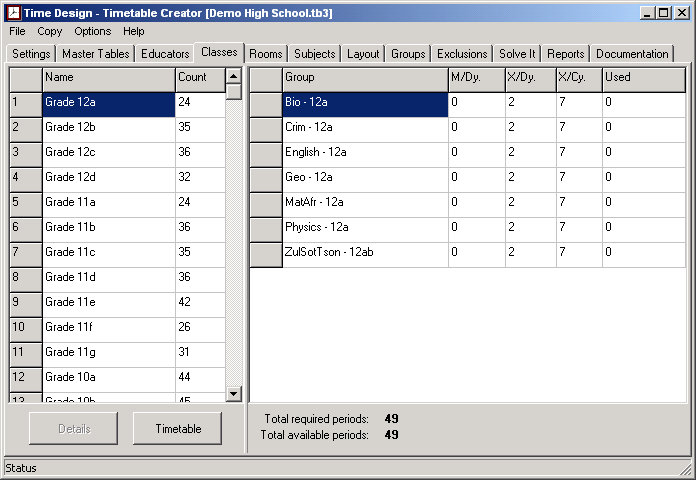 Time Design - Timetable Creator [Demo High School.tb3]
File Copy Options Help
Settings Master Tables Educators Classes Rooms Subjects Layout Groups Exclusions Solve It Reports Documentation
Name Count
1 Grade 12a 24
2 Grade 12b 35
3 Grade 12c 36
4 Grade 12d 32
5 Grade 11a 24
6 Grade 11b 36
7 Grade 11c 35
8 Grade 11d 36
9 Grade 11e 42
10 Grade 11f 26
11 Grade 11g 31
12 Grade 10a 44
13 Grade 10b 45
Details Timetable
Group M/Dy. X/Dy. X/Cy. Used
Bio - 12a 0 2 7 0
Crim - 12a 0 2 7 0
English - 12a 0 2 7 0
Geo - 12a 0 2 7 0
MatAfr - 12a 0 2 7 0
Physics - 12a 0 2 7 0
ZulSotTson - 12ab 0 2 7 0
Total required periods: 49
Total available periods: 49
Status